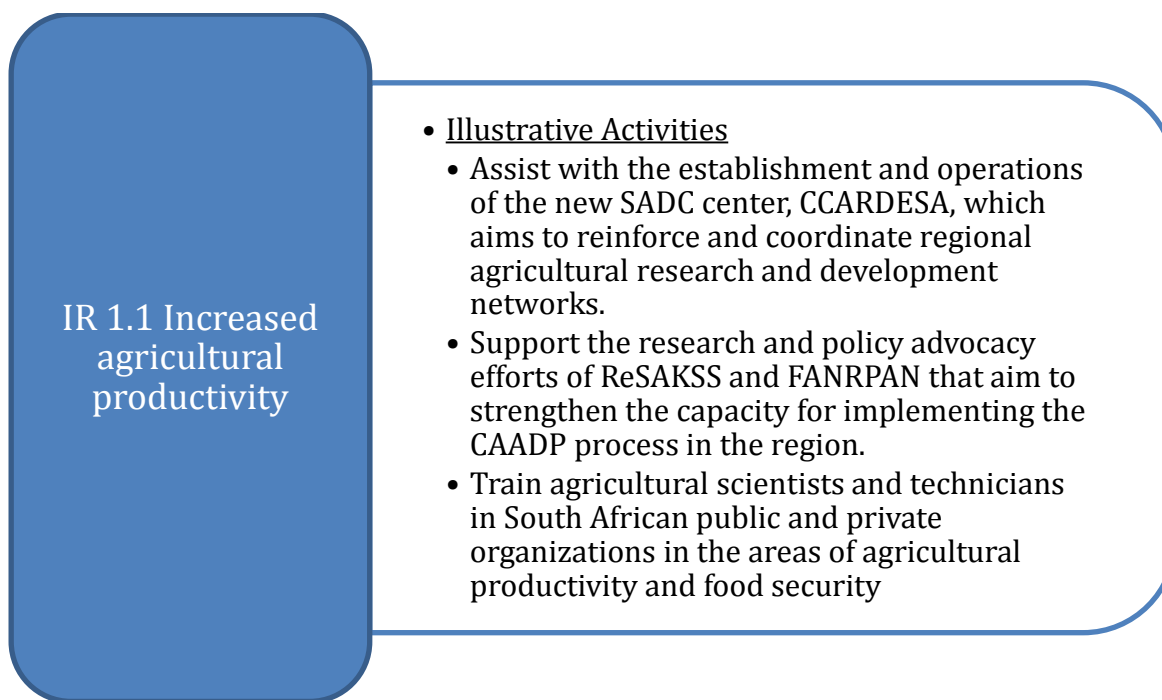 IR 1.1 Increased
agricultural
productivity
• Illustrative Activities
• Assist with the establishment and operations
of the new SADC center, CCARDESA, which
aims to reinforce and coordinate regional
agricultural research and development
networks.
• Support the research and policy advocacy
efforts of ReSAKSS and FANRPAN that aim to
strengthen the capacity for implementing the
CAADP process in the region.
• Train agricultural scientists and technicians
in South African public and private
organizations in the areas of agricultural
productivity and food security